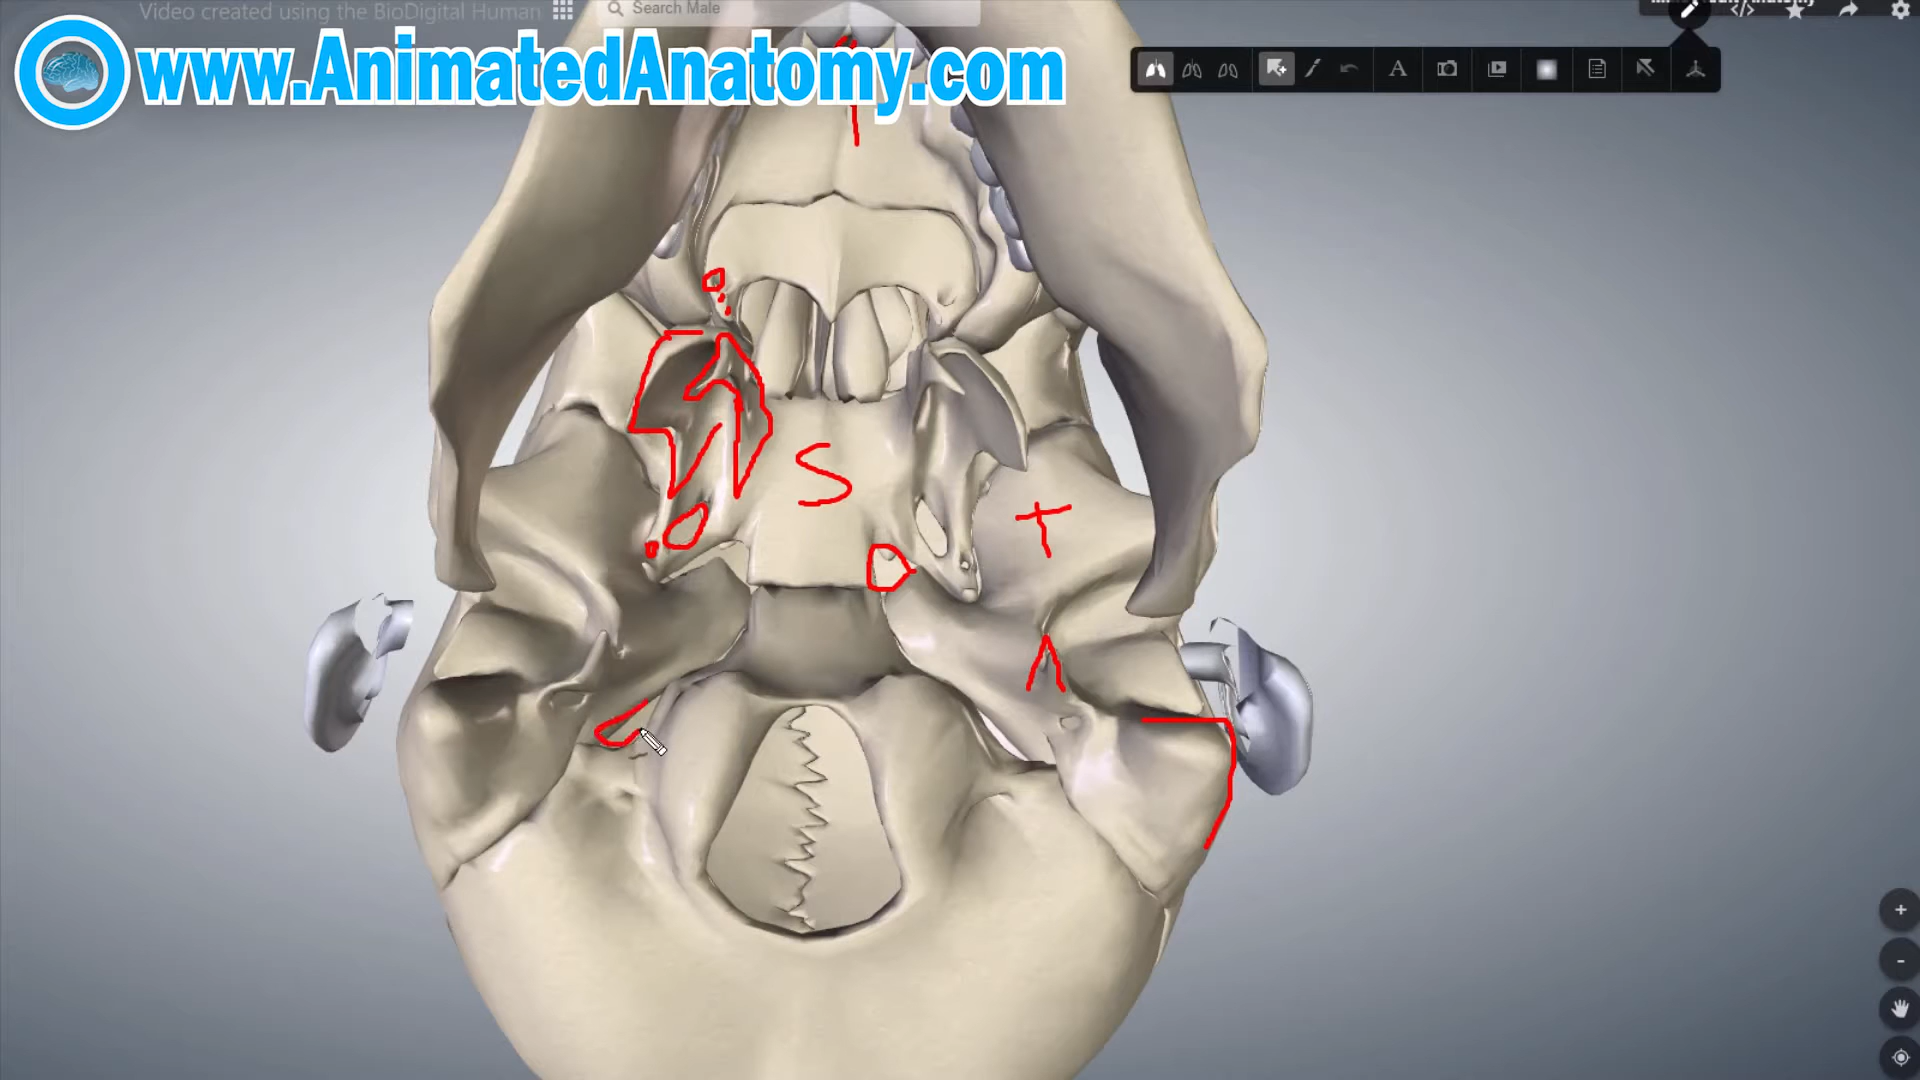 Video created using the BioDigital Human
Search Male
www.AnimatedAnatomy.com
A
S
T